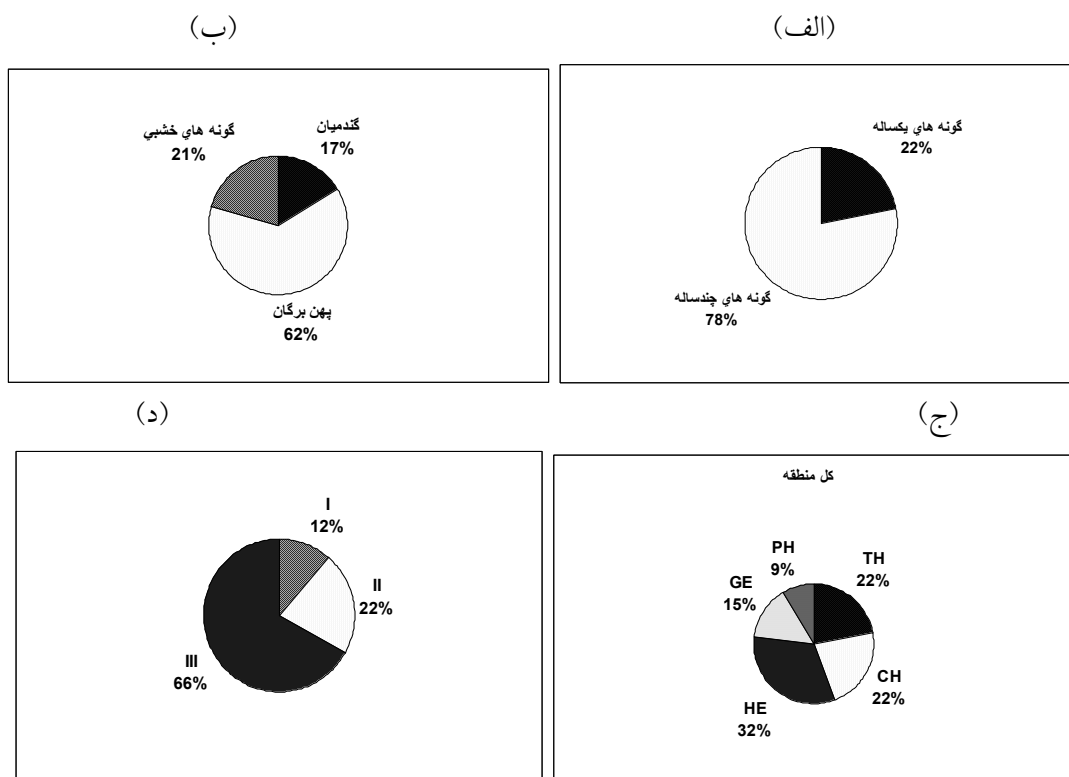 (الف)
گونه هاي يكساله
22%
گونه هاي چندساله
78%
(ب)
گندميان
17%
گونه هاي خشبي
21%
پهن برگان
62%
(ج)
كل منطقه
PH
9%
TH
22%
GE
15%
CH
22%
HE
32%
(د)
I
12%
II
22%
III
66%